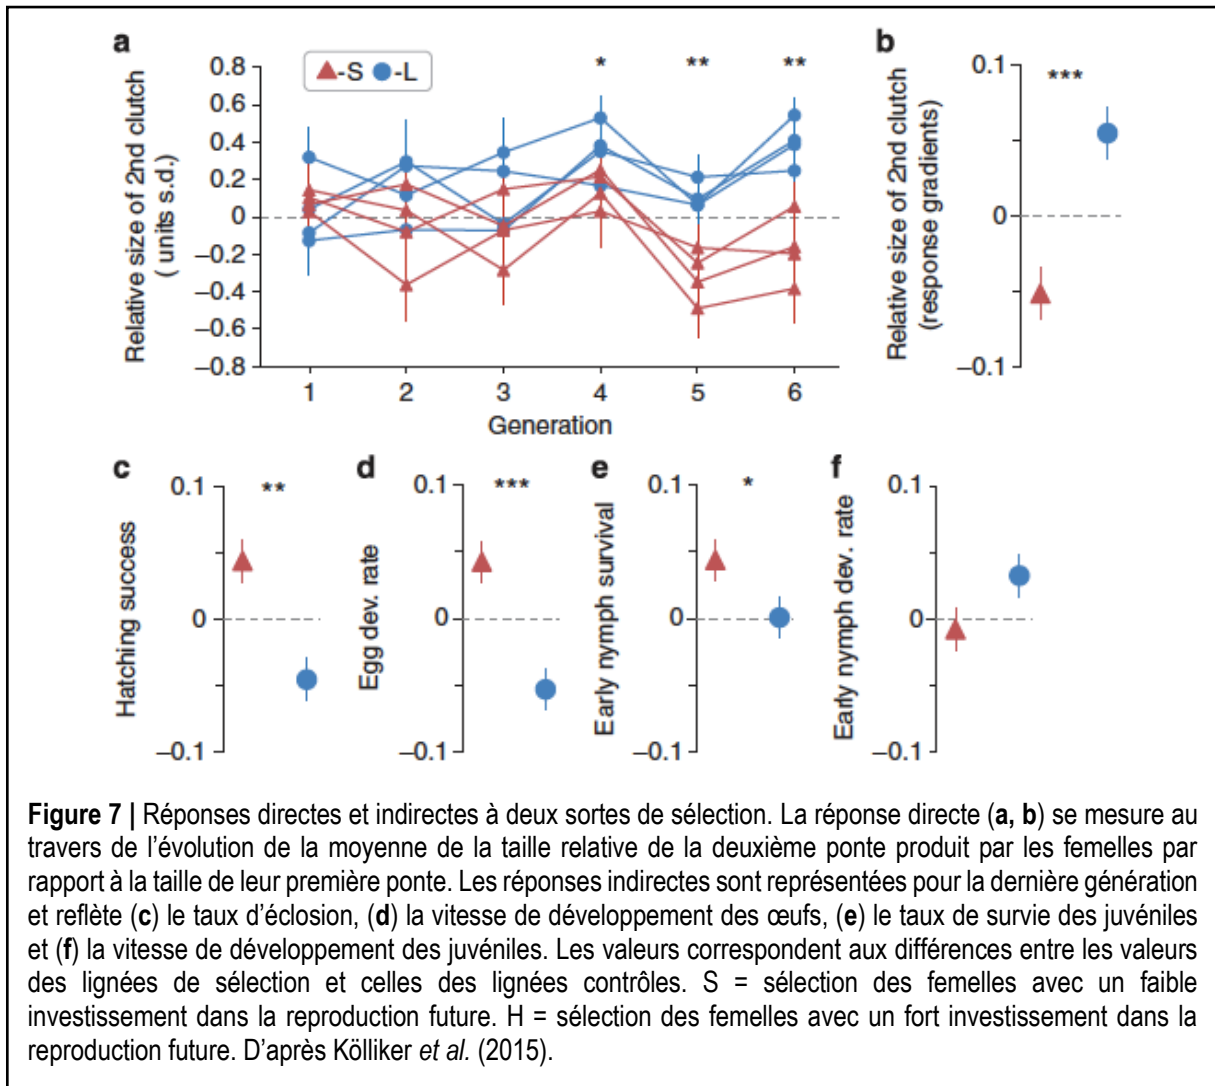 a
S L
0.8
0.6
0.4
0.2
0
−0.2
−0.4
−0.6
−0.8
Relative size of 2nd clutch
( units s.d.)
* ** **
1 2 3 4 5 6
Generation
b
0.1
0
−0.1
Relative size of 2nd clutch
(response gradients)
***
c
0.1
0
−0.1
Hatching success
**
d
0.1
0
−0.1
Egg dev. rate
***
e
0.1
0
−0.1
Early nymph survival
*
f
0.1
0
−0.1
Early nymph dev. rate
Figure 7 | Réponses directes et indirectes à deux sortes de sélection. La réponse directe (a, b) se mesure au
travers de l’évolution de la moyenne de la taille relative de la deuxième ponte produit par les femelles par
rapport à la taille de leur première ponte. Les réponses indirectes sont représentées pour la dernière génération
et reflète (c) le taux d’éclosion, (d) la vitesse de développement des œufs, (e) le taux de survie des juvéniles
et (f) la vitesse de développement des juvéniles. Les valeurs correspondent aux différences entre les valeurs
des lignées de sélection et celles des lignées contrôles. S = sélection des femelles avec un faible
investissement dans la reproduction future. H = sélection des femelles avec un fort investissement dans la
reproduction future. D’après Kölliker et al. (2015).